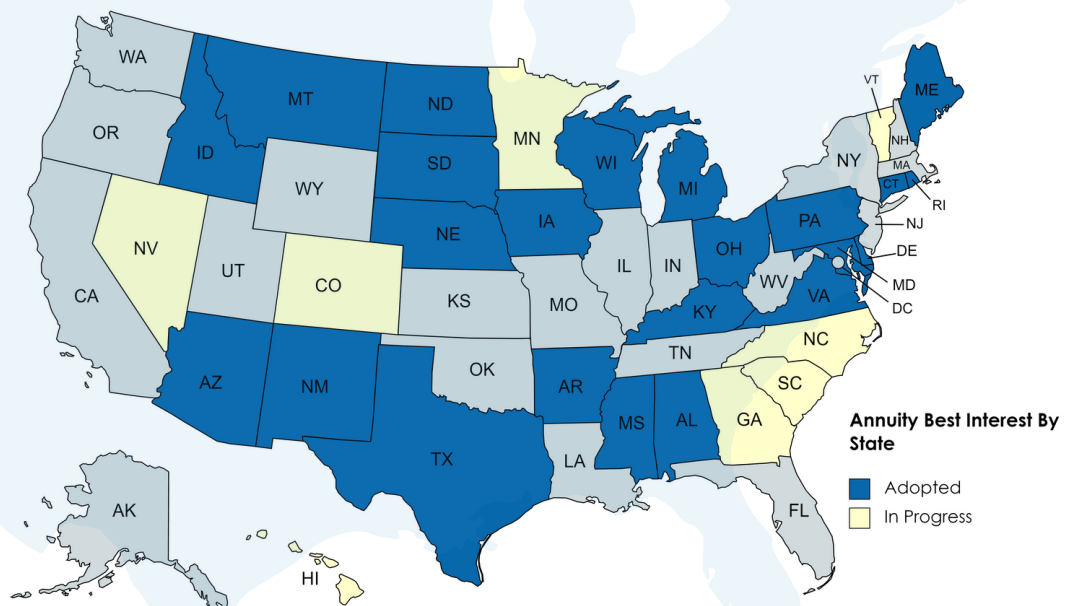 WA
MT
ND
MN
VT
ME
OR
ID
SD
WI
MI
NY
NH
MA
CT
RI
WY
IA
NE
PA
NJ
NV
UT
CO
IL
IN
OH
DE
MD
DC
CA
KS
MO
WV
VA
KY
AZ
NM
OK
AR
TN
NC
SC
MS
AL
GA
TX
LA
FL
AK
HI
Annuity Best Interest By
State
Adopted
In Progress